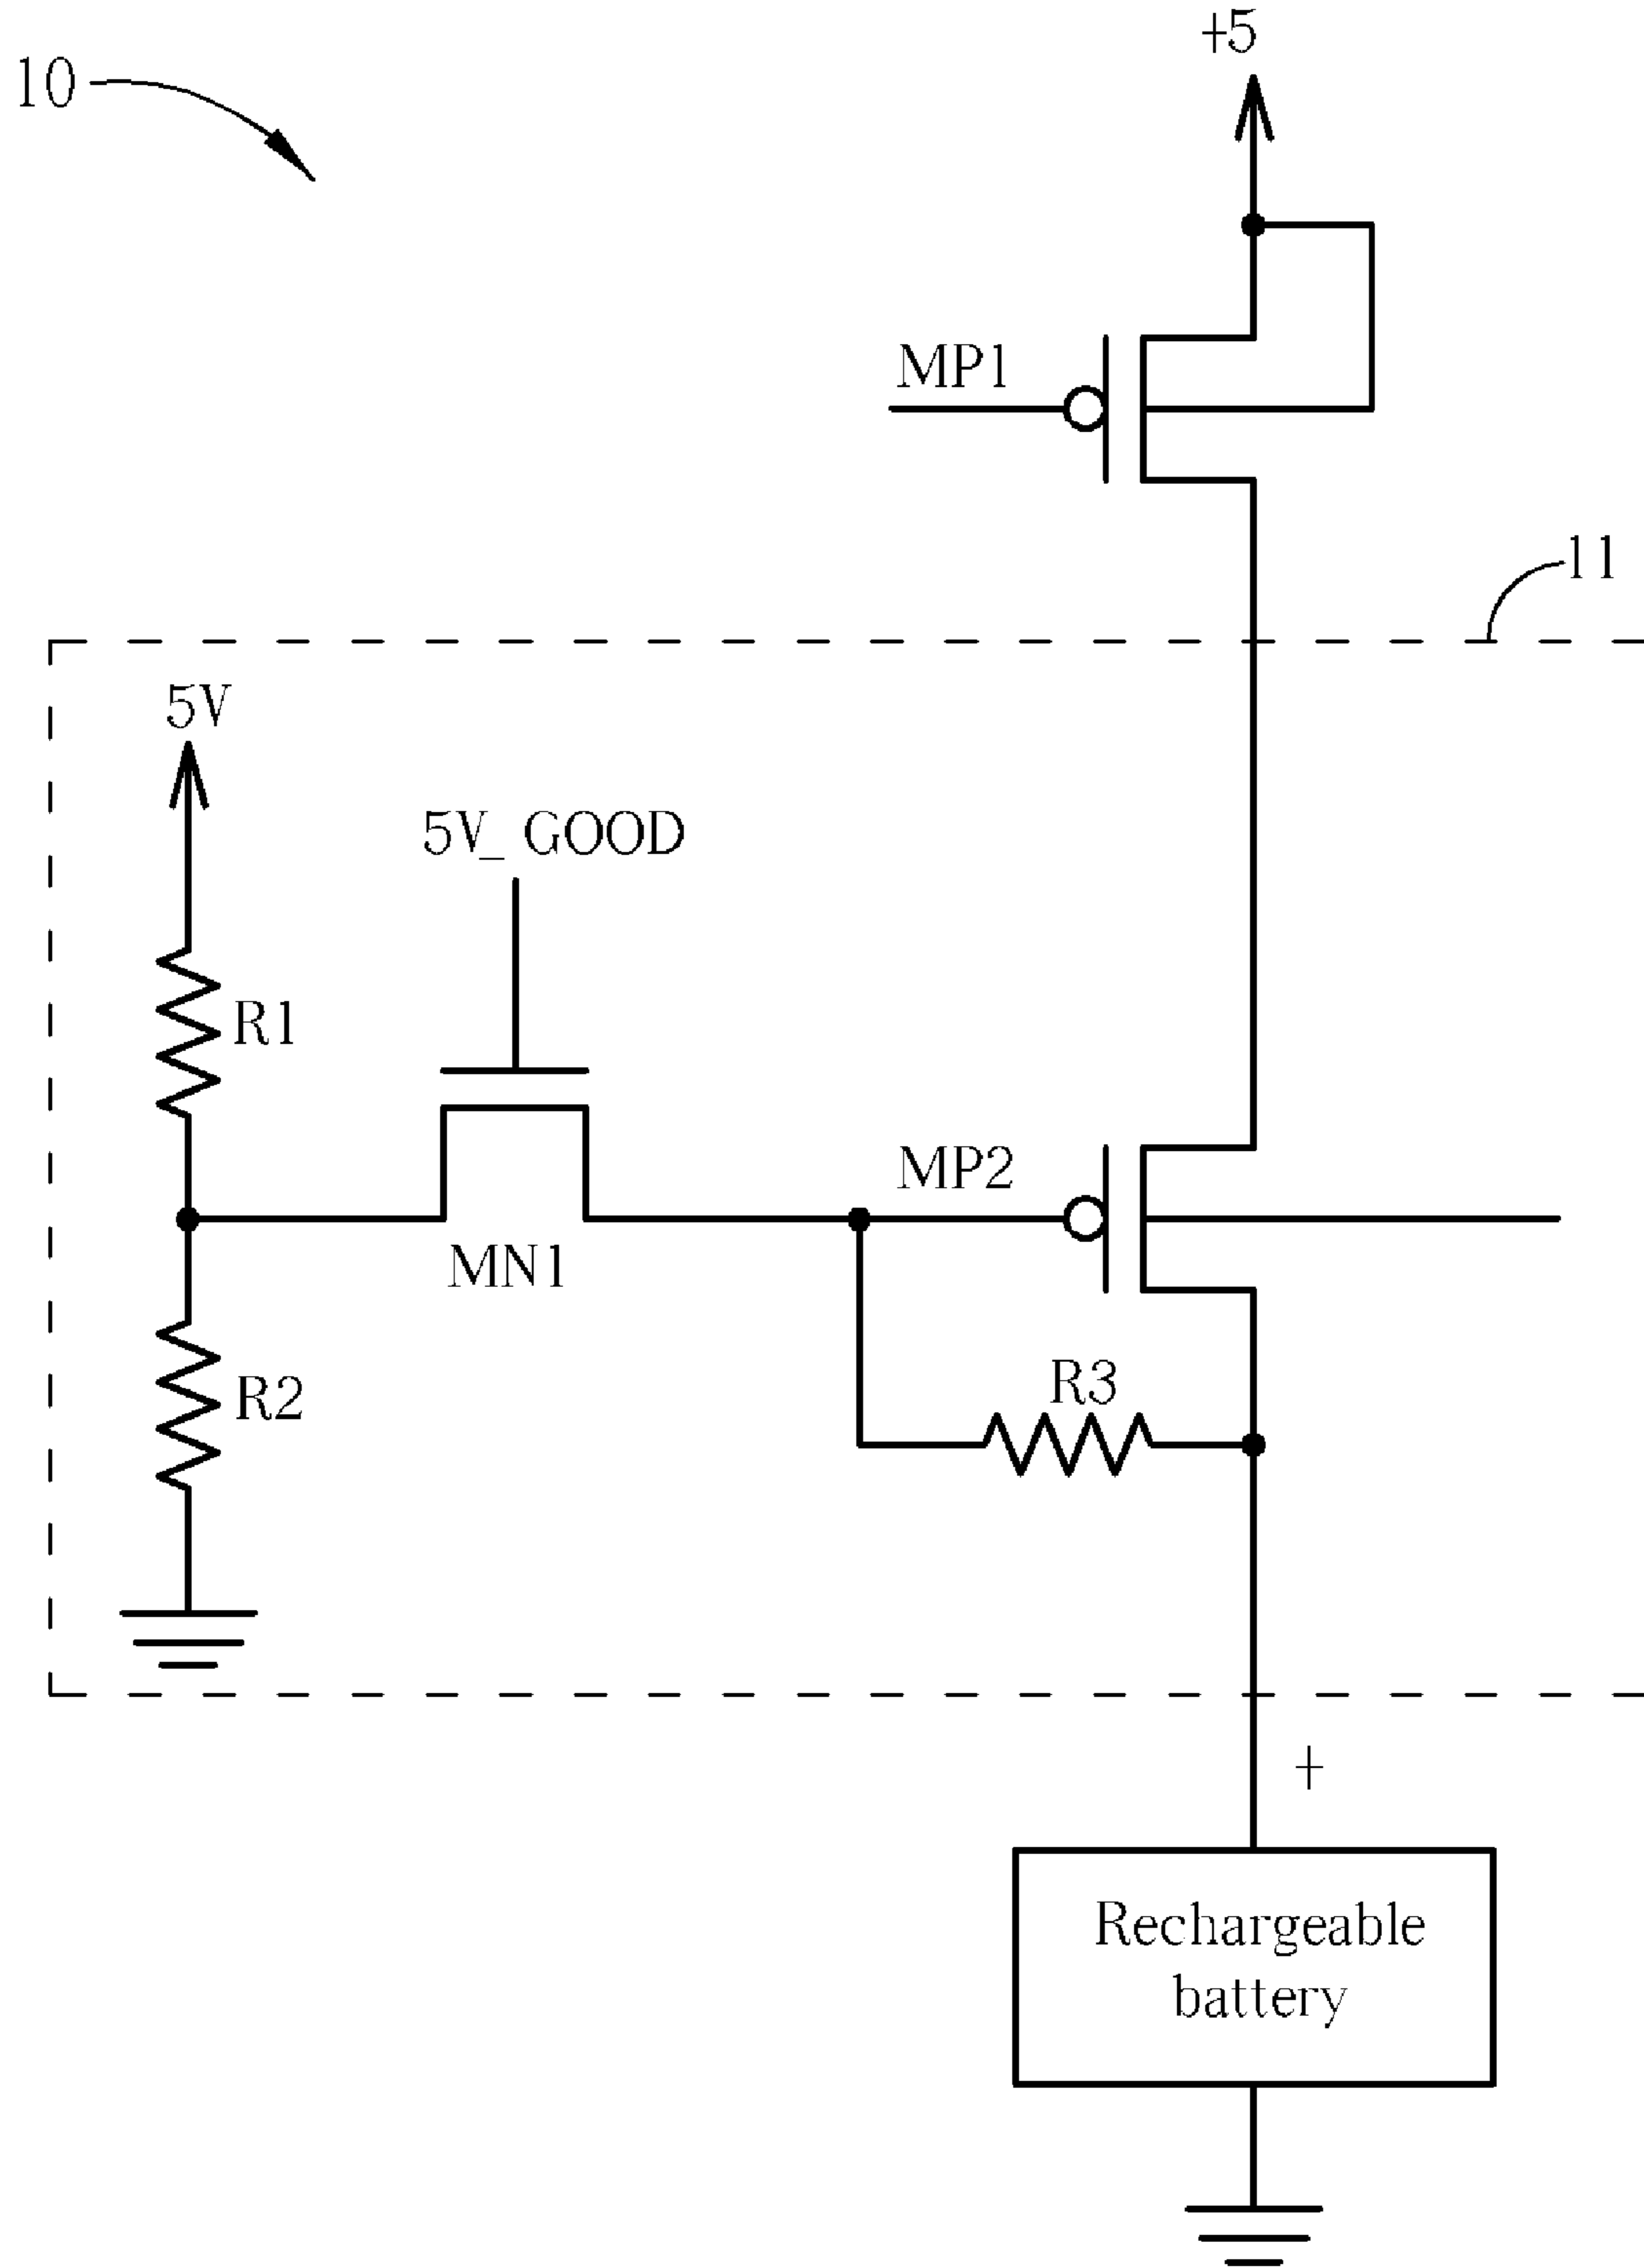 +5
10
MP1
11
5V
5V_GOOD
R1
MP2
MN1
R3
R2
+
Rechargeable
battery